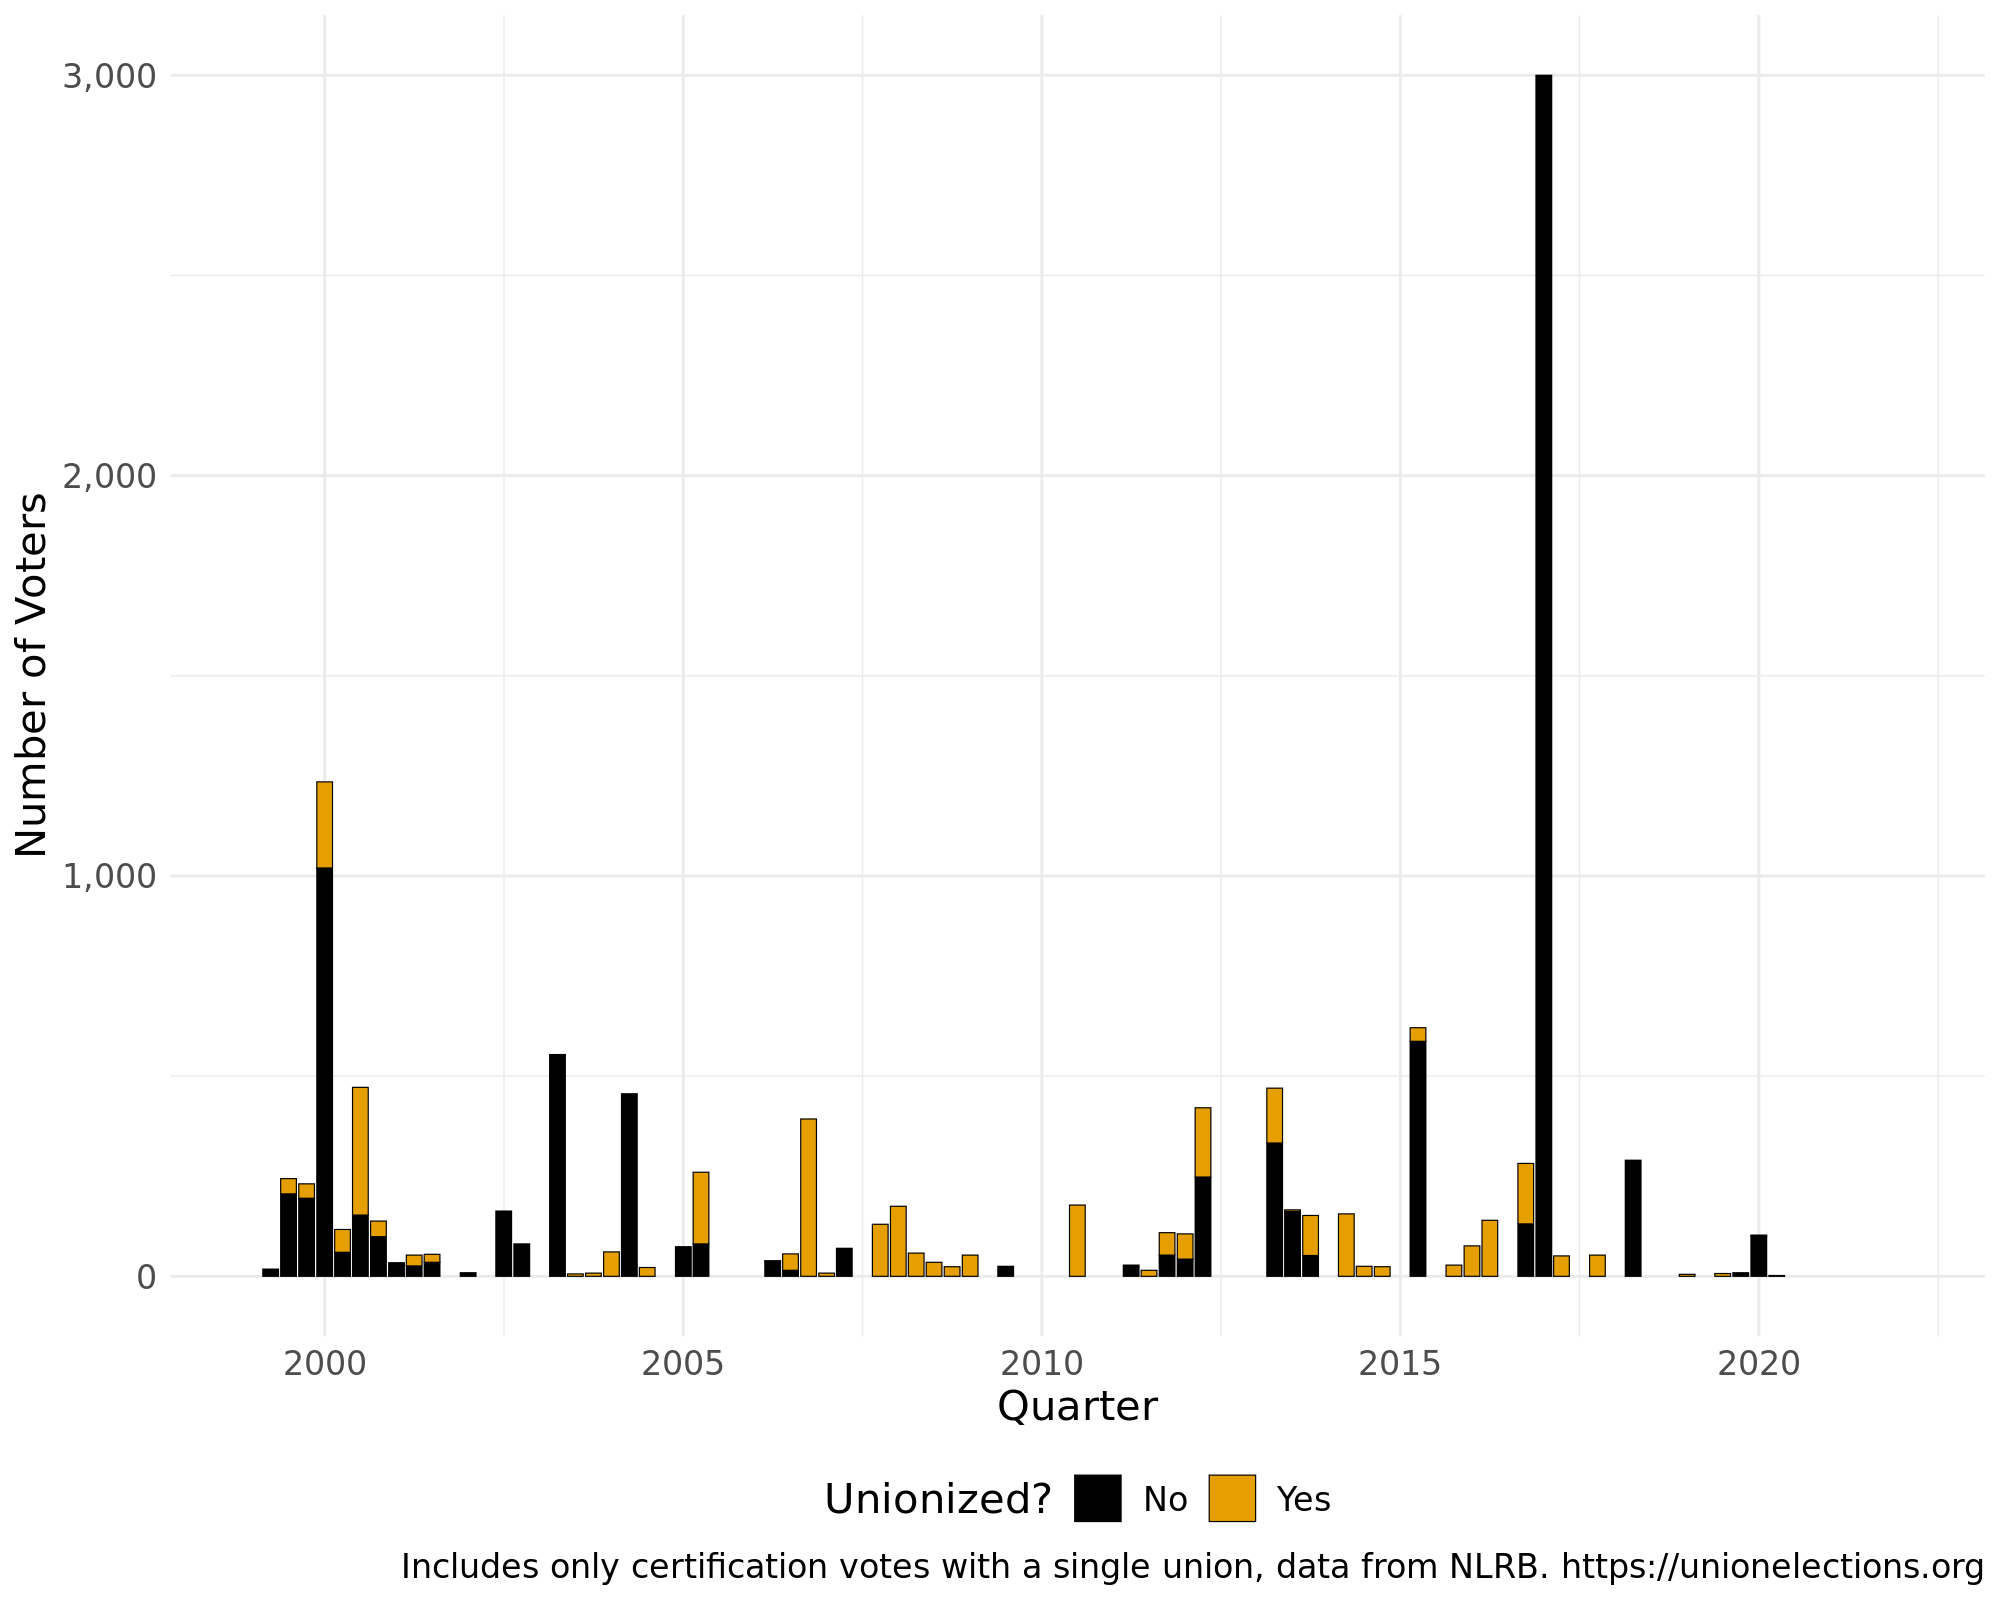 3,000
2,000
1,000
0
Number of Voters
2000 2005 2010 2015 2020
Quarter
Unionized? No Yes
Includes only certification votes with a single union, data from NLRB. https://unionelections.org